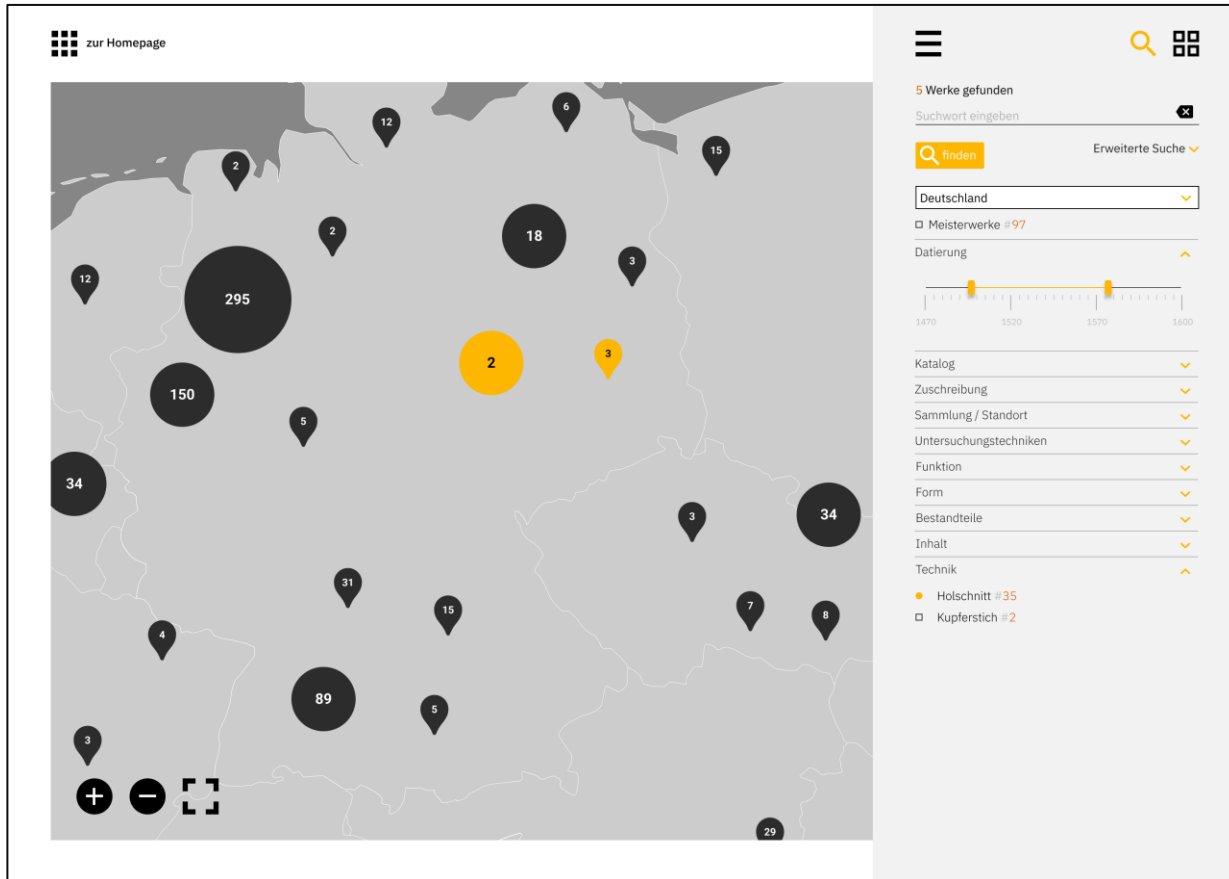 zur Homepage
6
12
15
2
2
18
3
12
295
2
3
150
5
34
3
34
31
15
7
8
4
89
5
3
29
5 Werke gefunden
Suchwort eingeben
finden
Erweiterte Suche
Deutschland
Meisterwerke #97
Datierung
1470 1520 1570 1600
Katalog
Zuschreibung
Sammlung / Standort
Untersuchungstechniken
Funktion
Form
Bestandteile
Inhalt
Technik
Holschnitt #35
Kupferstich #2